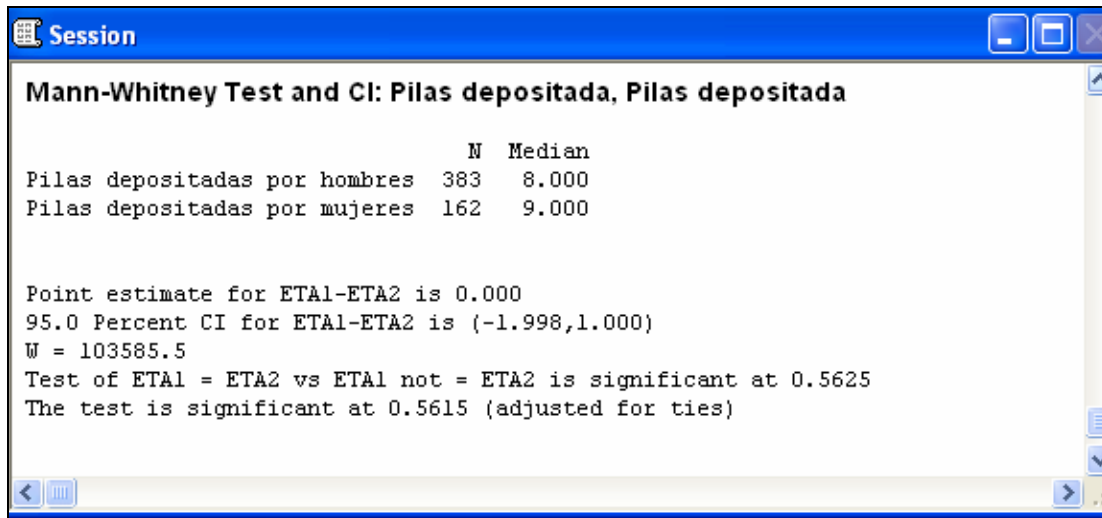 Session
Mann-Whitney Test and CI: Pilas depositada, Pilas depositada
N Median
Pilas depositadas por hombres 383 8.000
Pilas depositadas por mujeres 162 9.000
Point estimate for ETA1-ETA2 is 0.000
95.0 Percent CI for ETA1-ETA2 is (-1.998,1.000)
W = 103585.5
Test of ETA1 = ETA2 vs ETA1 not = ETA2 is significant at 0.5625
The test is significant at 0.5615 (adjusted for ties)